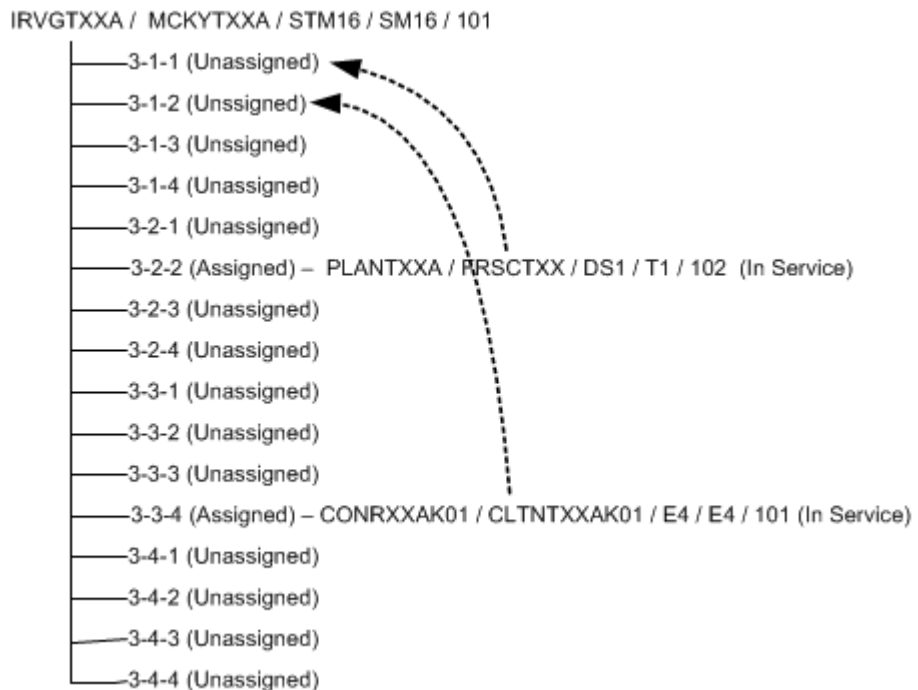 IRVGTXXA / MCKYTXXA / STM16 / SM16 / 101
3-1-1 (Unassigned)
3-1-2 (Unssigned)
3-1-3 (Unssigned)
3-1-4 (Unassigned)
3-2-1 (Unassigned)
3-2-2 (Assigned) – PLANTXXA / FRSCTXX / DS1 / T1 / 102 (In Service)
3-2-3 (Unassigned)
3-2-4 (Unassigned)
3-3-1 (Unassigned)
3-3-2 (Unassigned)
3-3-3 (Unassigned)
3-3-4 (Assigned) – CONRXXAK01 / CLTNTXXAK01 / E4 / E4 / 101 (In Service)
3-4-1 (Unassigned)
3-4-2 (Unassigned)
3-4-3 (Unassigned)
3-4-4 (Unassigned)